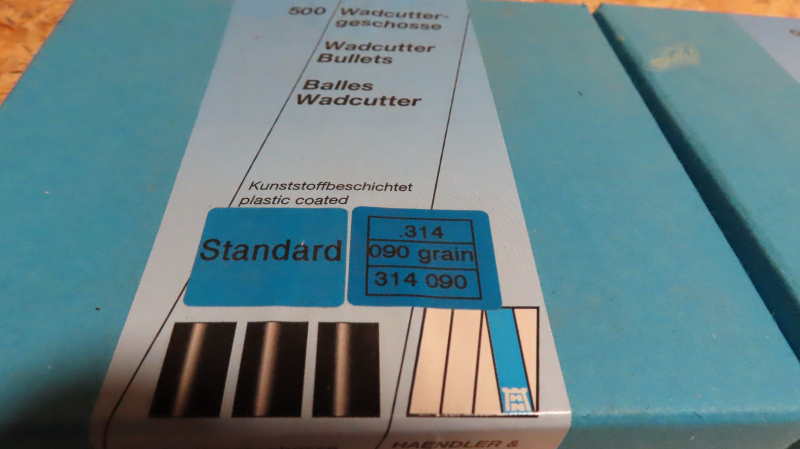 500 Wadcutter-
geschosse
Wadcutter
Bullets
Balles
Wadcutter
Kunststoffbeschichtet
plastic coated
Standard
.314
090 grain
314 090
HAENDLER &